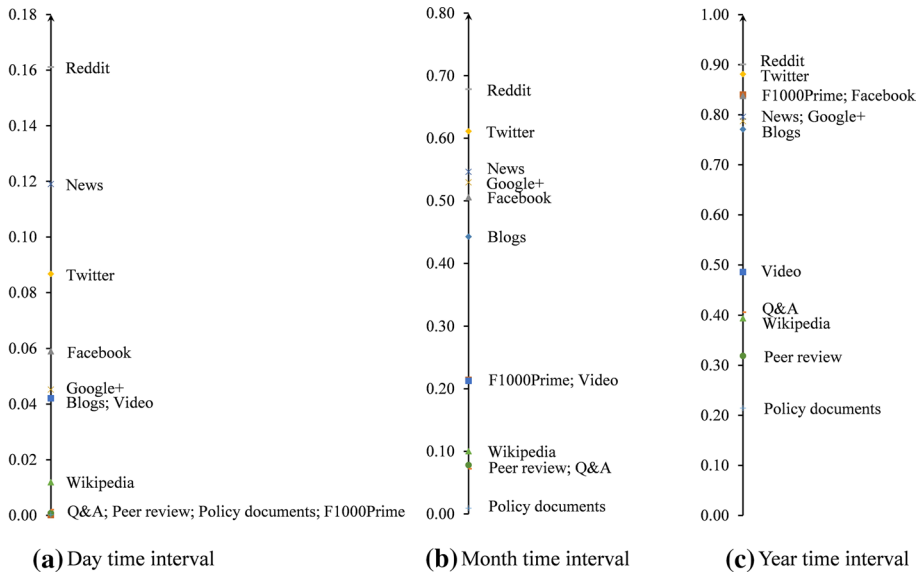 0.18
0.16
0.14
0.12
0.10
0.08
0.06
0.04
0.02
0.00
Reddit
News
Twitter
Facebook
Google+
Blogs; Video
Wikipedia
Q&A; Peer review; Policy documents; F1000Prime
(a) Day time interval
0.80
0.70
0.60
0.50
0.40
0.30
0.20
0.10
0.00
Reddit
Twitter
News
Google+
Facebook
Blogs
F1000Prime; Video
Wikipedia
Peer review; Q&A
Policy documents
(b) Month time interval
1.00
0.90
0.80
0.70
0.60
0.50
0.40
0.30
0.20
0.10
0.00
Reddit
Twitter
F1000Prime; Facebook
News; Google+
Blogs
Video
Q&A
Wikipedia
Peer review
Policy documents
(c) Year time interval